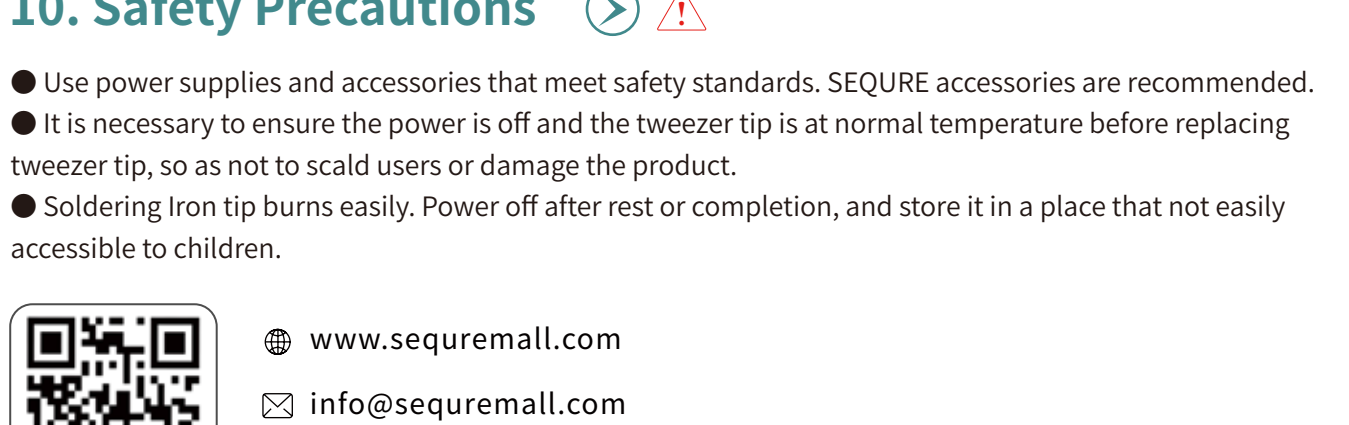 10. Safety Precautions
● Use power supplies and accessories that meet safety standards. SEQURE accessories are recommended.
● It is necessary to ensure the power is off and the tweezer tip is at normal temperature before replacing
tweezer tip, so as not to scald users or damage the product.
● Soldering Iron tip burns easily. Power off after rest or completion, and store it in a place that not easily
accessible to children.
www.sequremall.com
info@sequremall.com